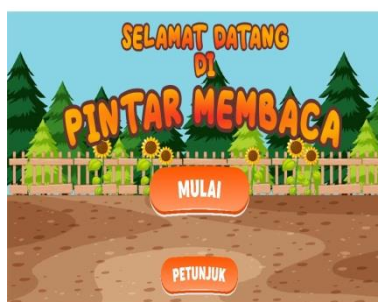 SELAMAT DATANG
DI
PINTAR MEMBACA
MULAI
PETUNJUK